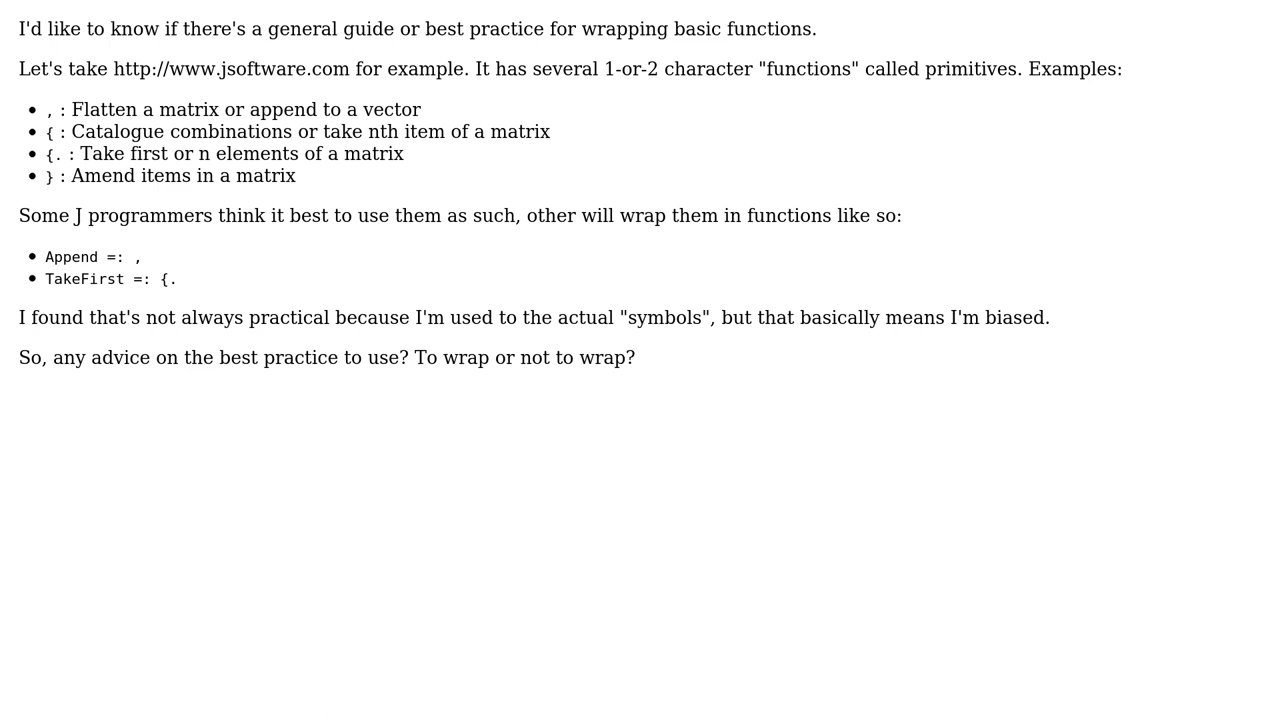 I'd like to know if there's a general guide or best practice for wrapping basic functions.
Let's take http://www.jsoftware.com for example. It has several 1-or-2 character "functions" called primitives. Examples:
• , : Flatten a matrix or append to a vector
• { : Catalogue combinations or take nth item of a matrix
• {. : Take first or n elements of a matrix
• } : Amend items in a matrix
Some J programmers think it best to use them as such, other will wrap them in functions like so:
• Append =: ,
• TakeFirst =: {.
I found that's not always practical because I'm used to the actual "symbols", but that basically means I'm biased.
So, any advice on the best practice to use? To wrap or not to wrap?